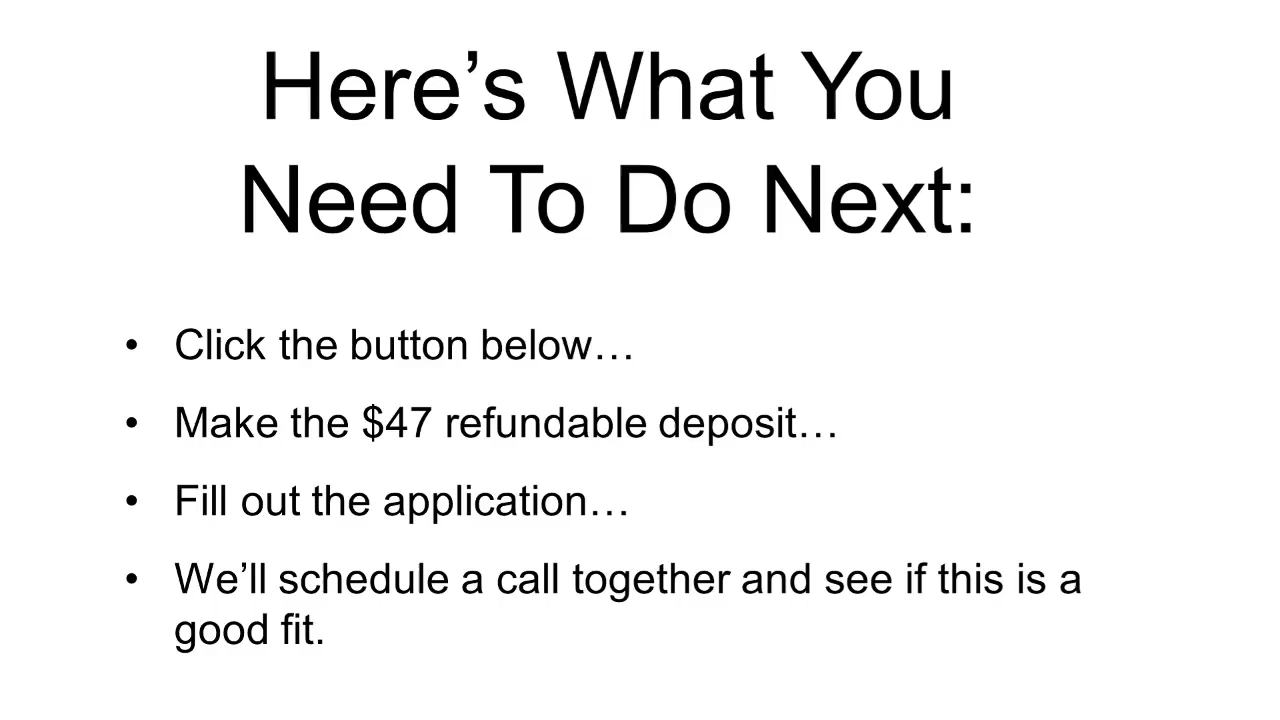 Here’s What You
Need To Do Next:
• Click the button below…
• Make the $47 refundable deposit…
• Fill out the application…
• We’ll schedule a call together and see if this is a
good fit.